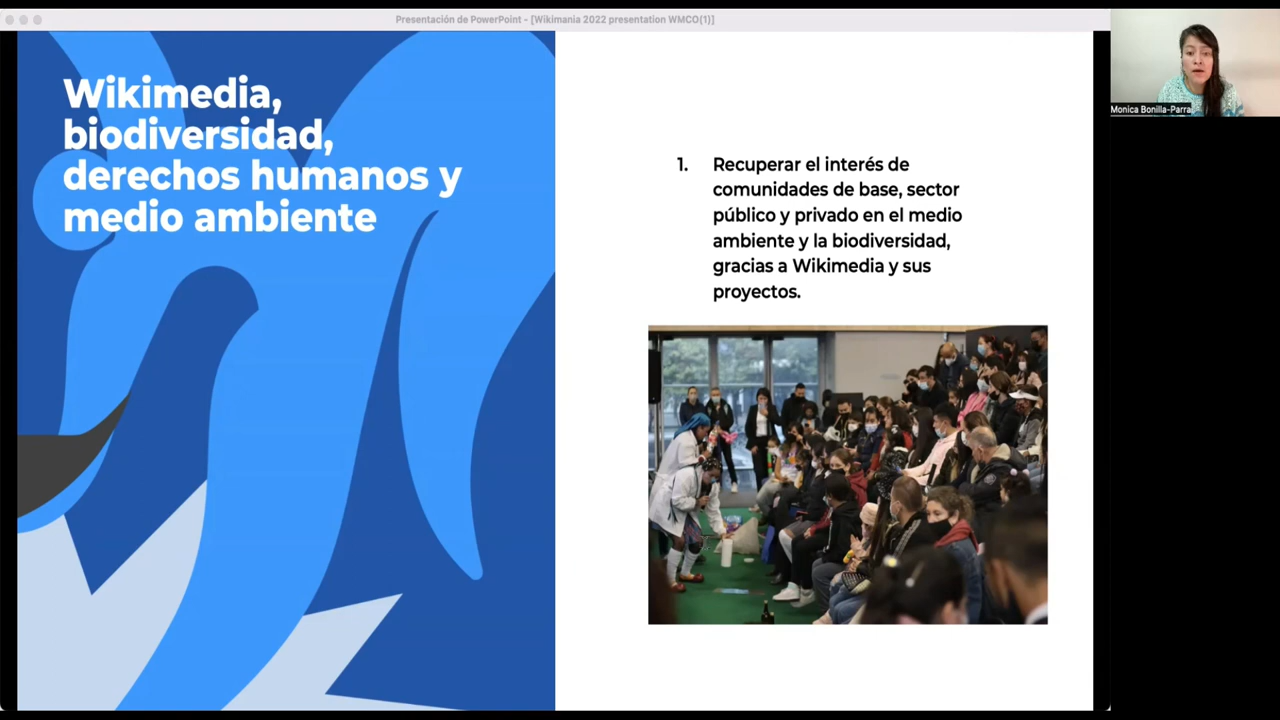 Presentación de PowerPoint - [Wikimania 2022 presentation WMCO(1)]
Wikimedia,
biodiversidad,
derechos humanos y
medio ambiente
1. Recuperar el interés de
comunidades de base, sector
público y privado en el medio
ambiente y la biodiversidad,
gracias a Wikimedia y sus
proyectos.
Monica Bonilla-Parra